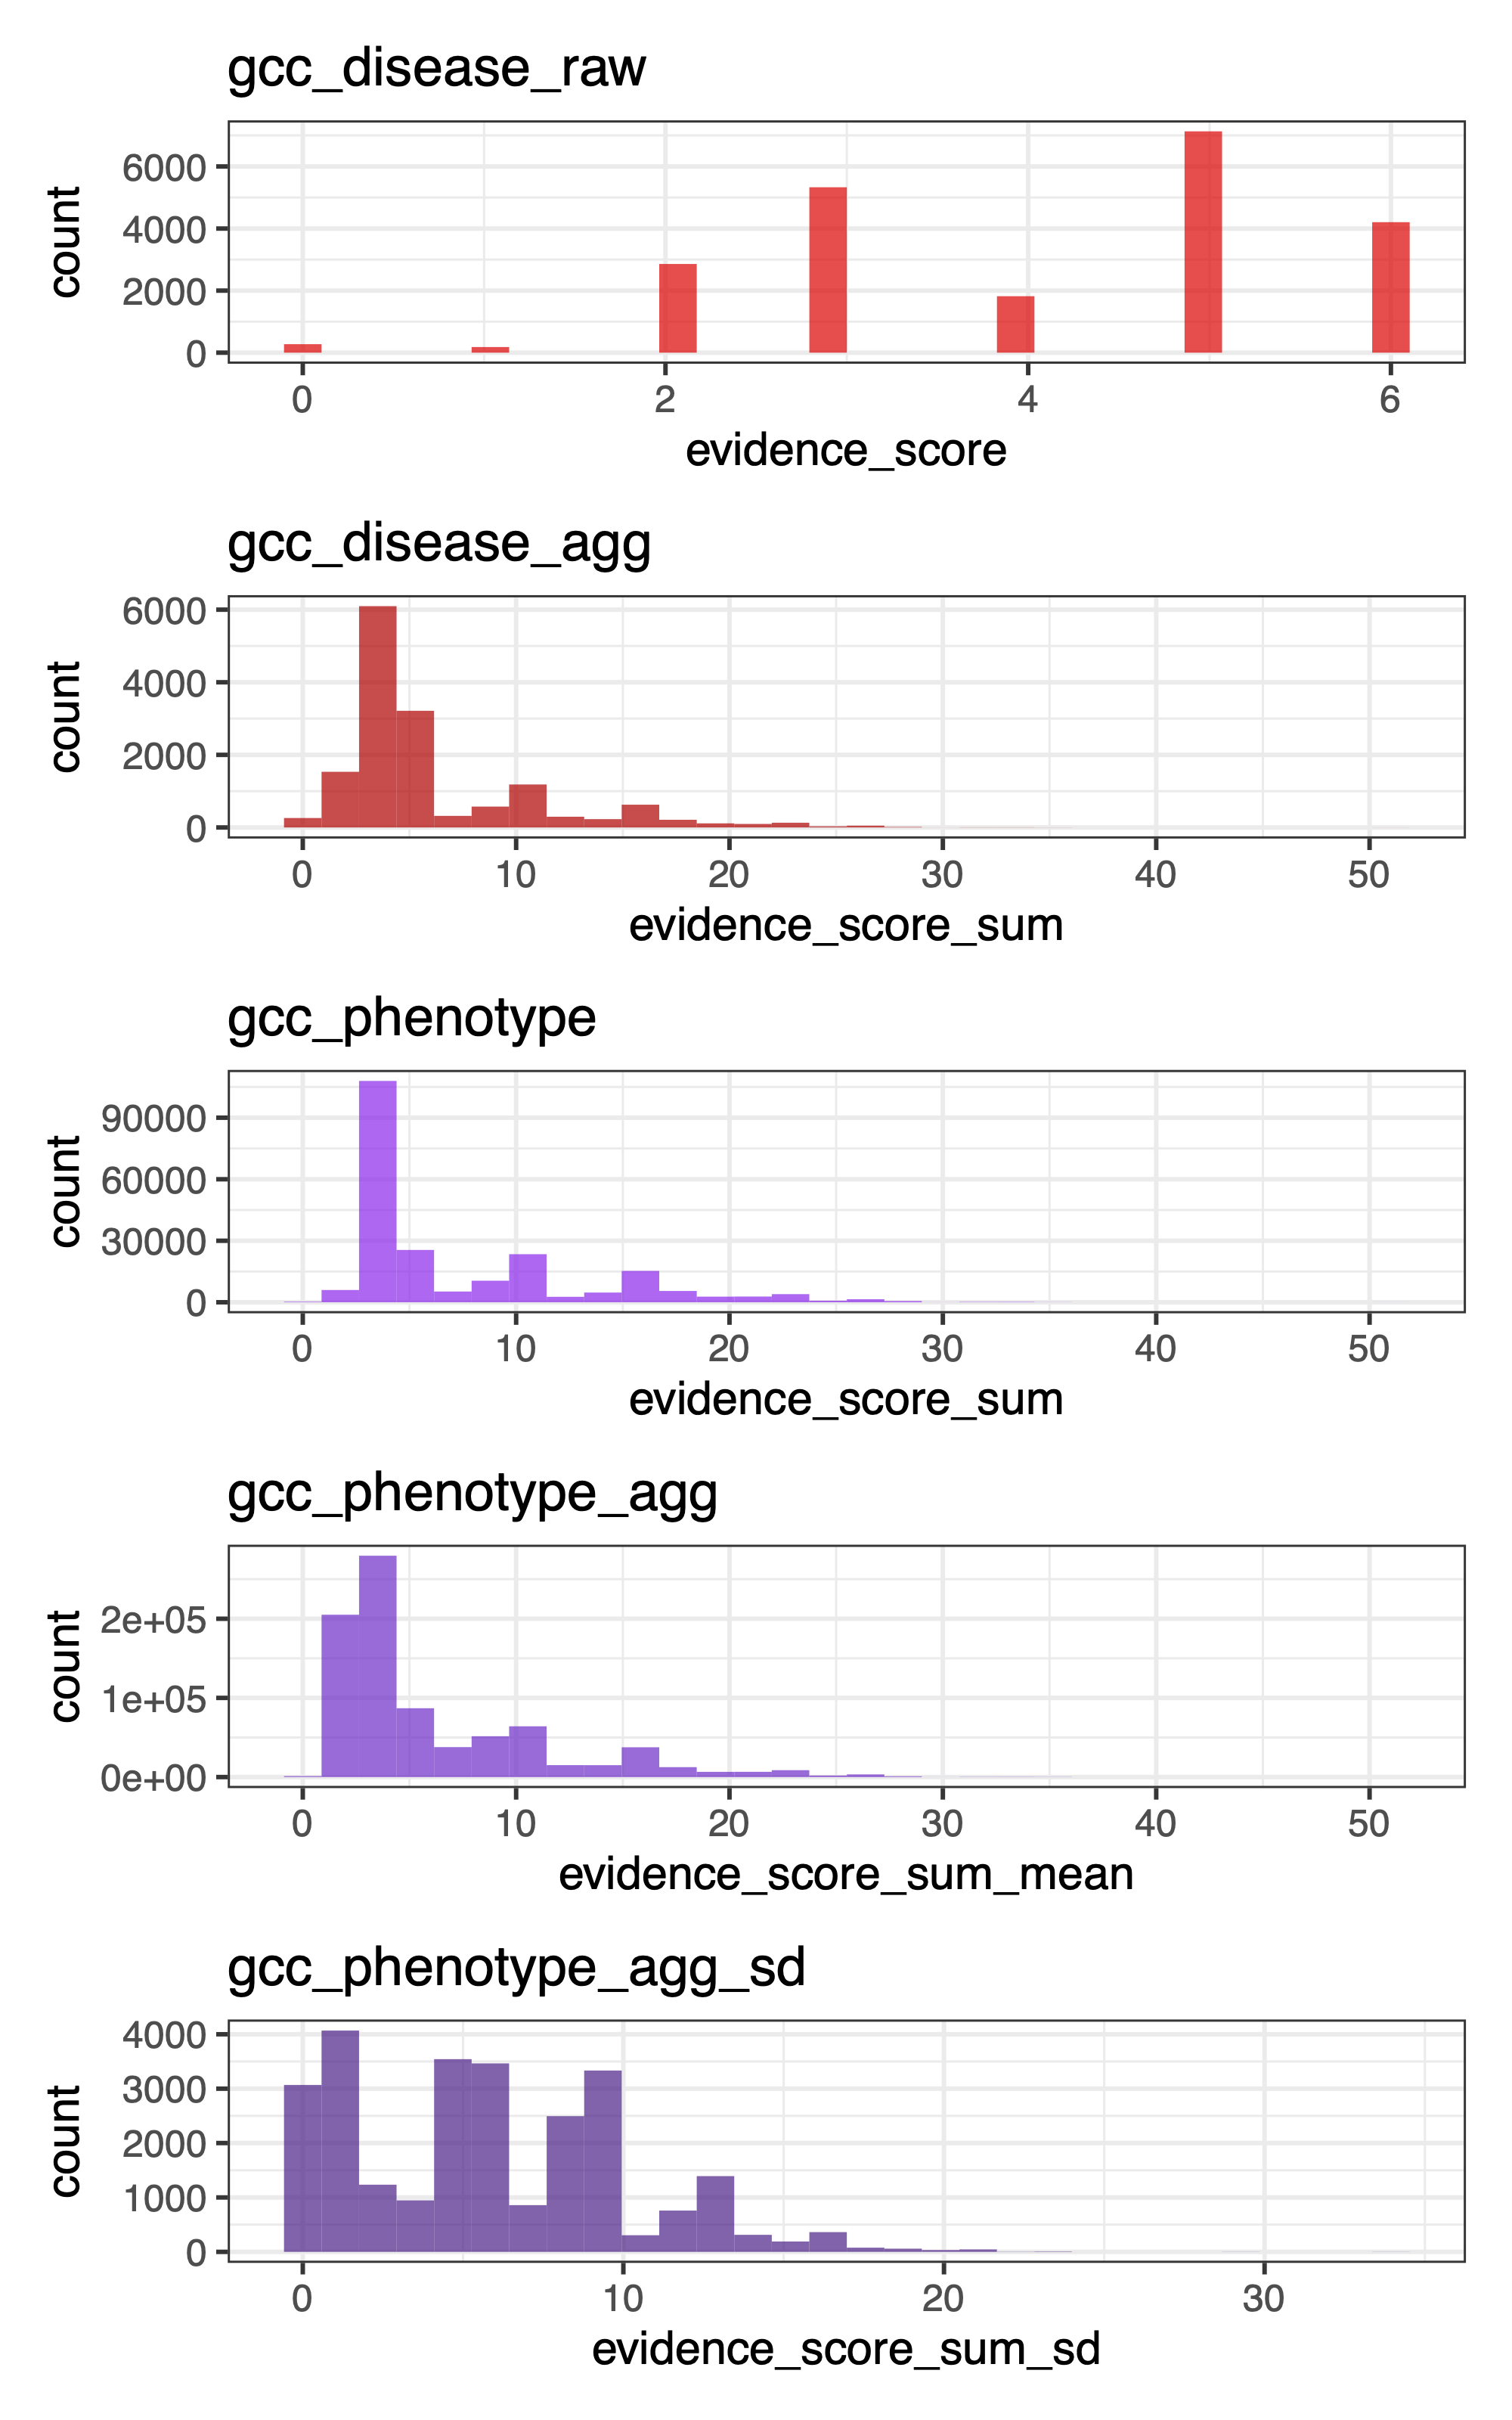 gcc_disease_raw
count
6000
4000
2000
0
0 2 4 6
evidence_score
gcc_disease_agg
count
6000
4000
2000
0
0 10 20 30 40 50
evidence_score_sum
gcc_phenotype
count
90000
60000
30000
0
0 10 20 30 40 50
evidence_score_sum
gcc_phenotype_agg
count
2e+05
1e+05
0e+00
0 10 20 30 40 50
evidence_score_sum_mean
gcc_phenotype_agg_sd
count
4000
3000
2000
1000
0
0 10 20 30
evidence_score_sum_sd